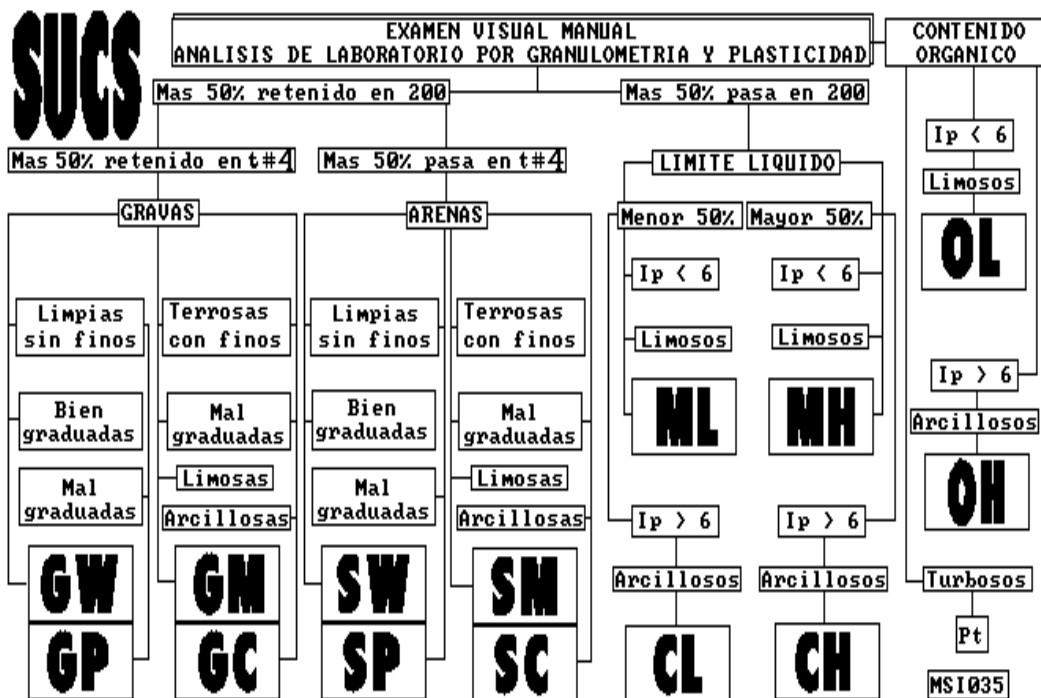 SUCS
EXAMEN VISUAL MANUAL
ANALISIS DE LABORATORIO POR GRANULOMETRIA Y PLASTICIDAD
CONTENIDO
ORGANICO
Mas 50% retenido en 200
Mas 50% pasa en 200
Mas 50% retenido en t#4
Mas 50% pasa en t#4
LIMITE LIQUIDO
Ip < 6
Limosos
OL
GRAVAS
ARENAS
Menor 50%
Mayor 50%
Ip < 6
Ip < 6
Limpias
sin finos
Terrosas
con finos
Limpias
sin finos
Terrosas
con finos
Limosos
Limosos
ML
MH
Ip > 6
Arcillosos
OH
Bien
graduadas
Mal
graduadas
Bien
graduadas
Mal
graduadas
Mal
graduadas
Limosas
Arcillosas
Mal
graduadas
Limosas
Arcillosas
Ip > 6
Ip > 6
Arcillosos
Arcillosos
Turbosos
GW
GM
SW
SM
GP
GC
SP
SC
CL
CH
Pt
MSI035